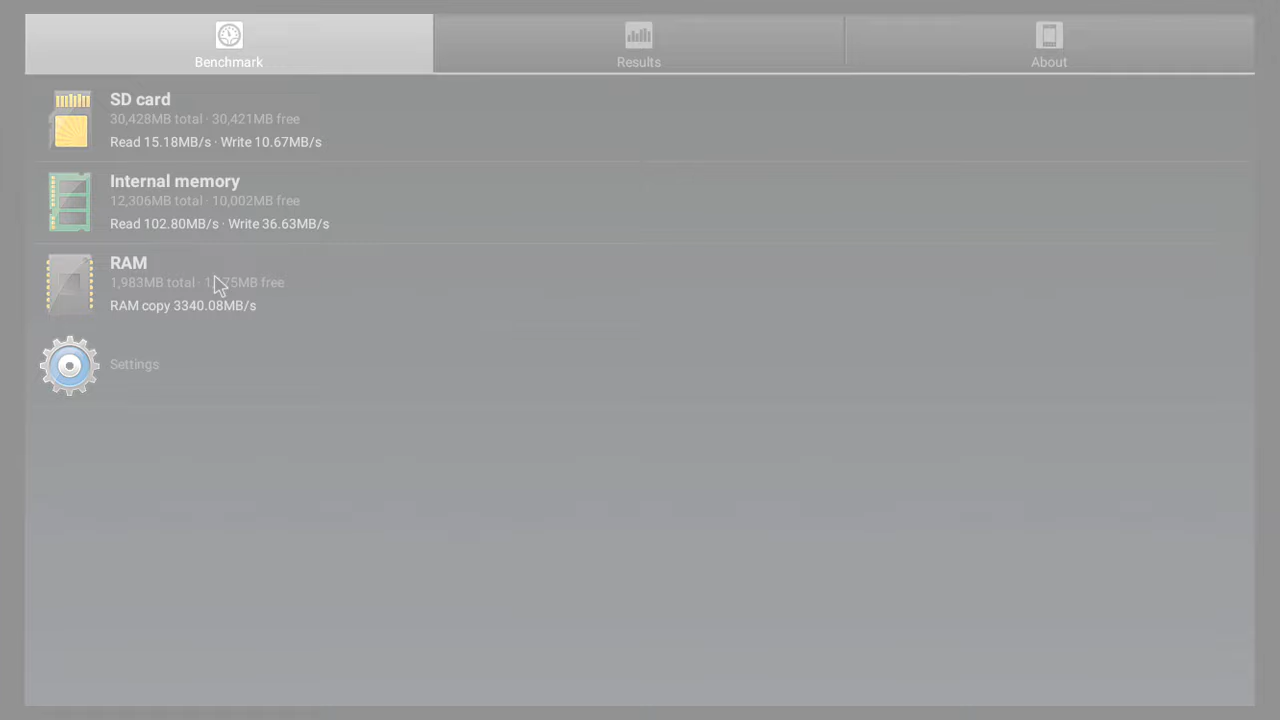 Benchmark
Results
About
SD card
30,428MB total · 30,421MB free
Read 15.18MB/s · Write 10.67MB/s
Internal memory
12,306MB total · 10,002MB free
Read 102.80MB/s · Write 36.63MB/s
RAM
1,983MB total · free
RAM copy 3340.08MB/s
Settings